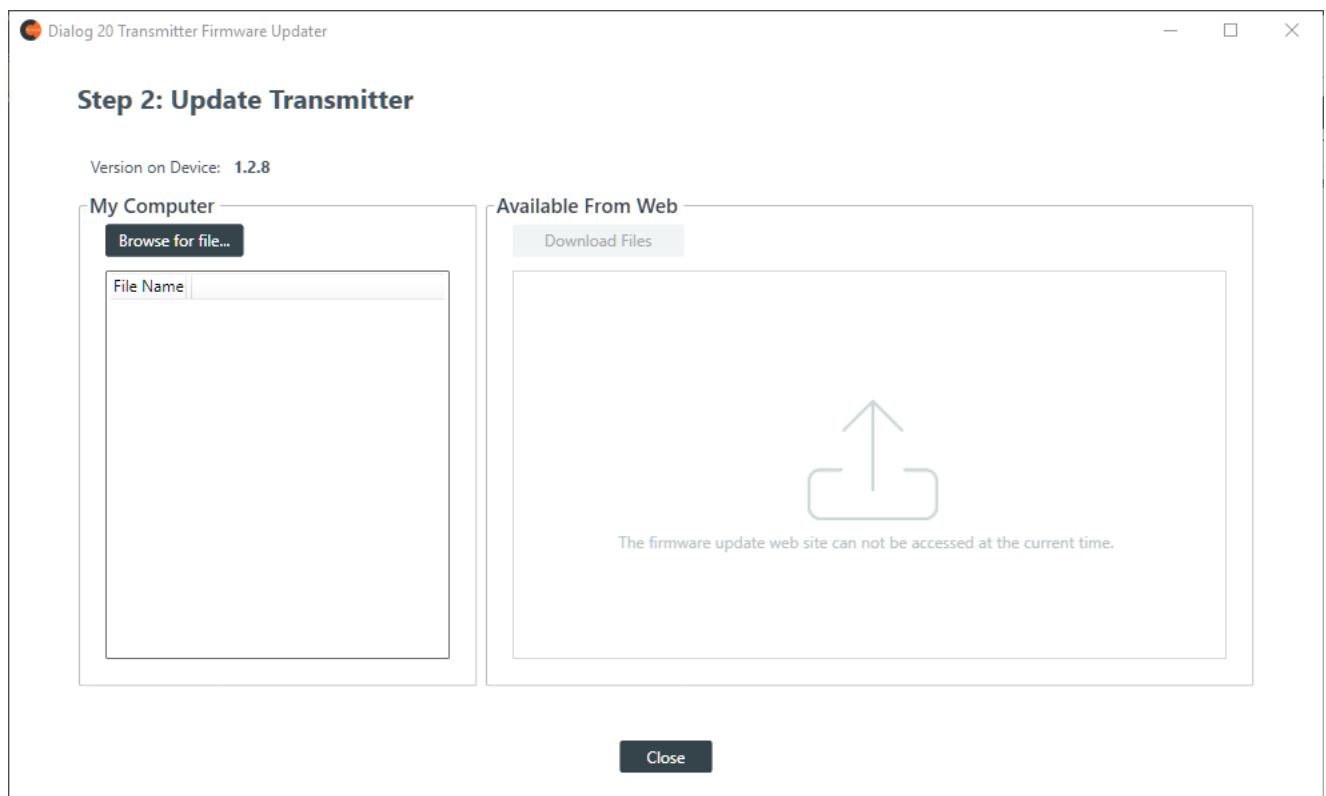 Dialog 20 Transmitter Firmware Updater
Step 2: Update Transmitter
Version on Device: 1.2.8
My Computer
Browse for file...
File Name
Available From Web
Download Files
The firmware update web site can not be accessed at the current time.
Close